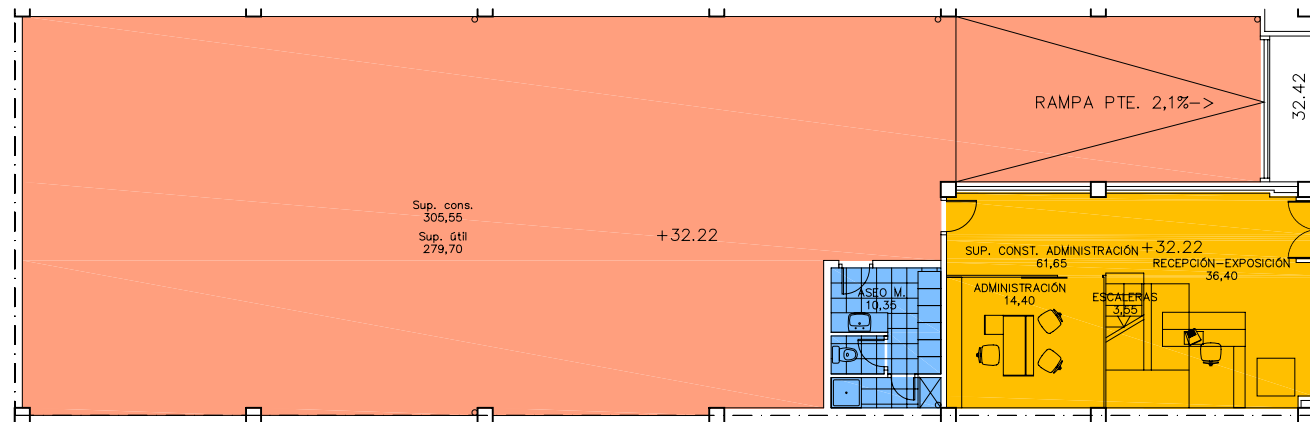 RAMPA PTE. 2,1%->
32.42
Sup. cons.
305,55
Sup. útil
279,70
+32.22
SUP. CONST. ADMINISTRACIÓN
61,65
+32.22
RECEPCIÓN-EXPOSICIÓN
36,40
ASEO M.
10,35
ADMINISTRACIÓN
14,40
ESCALERAS
3,55